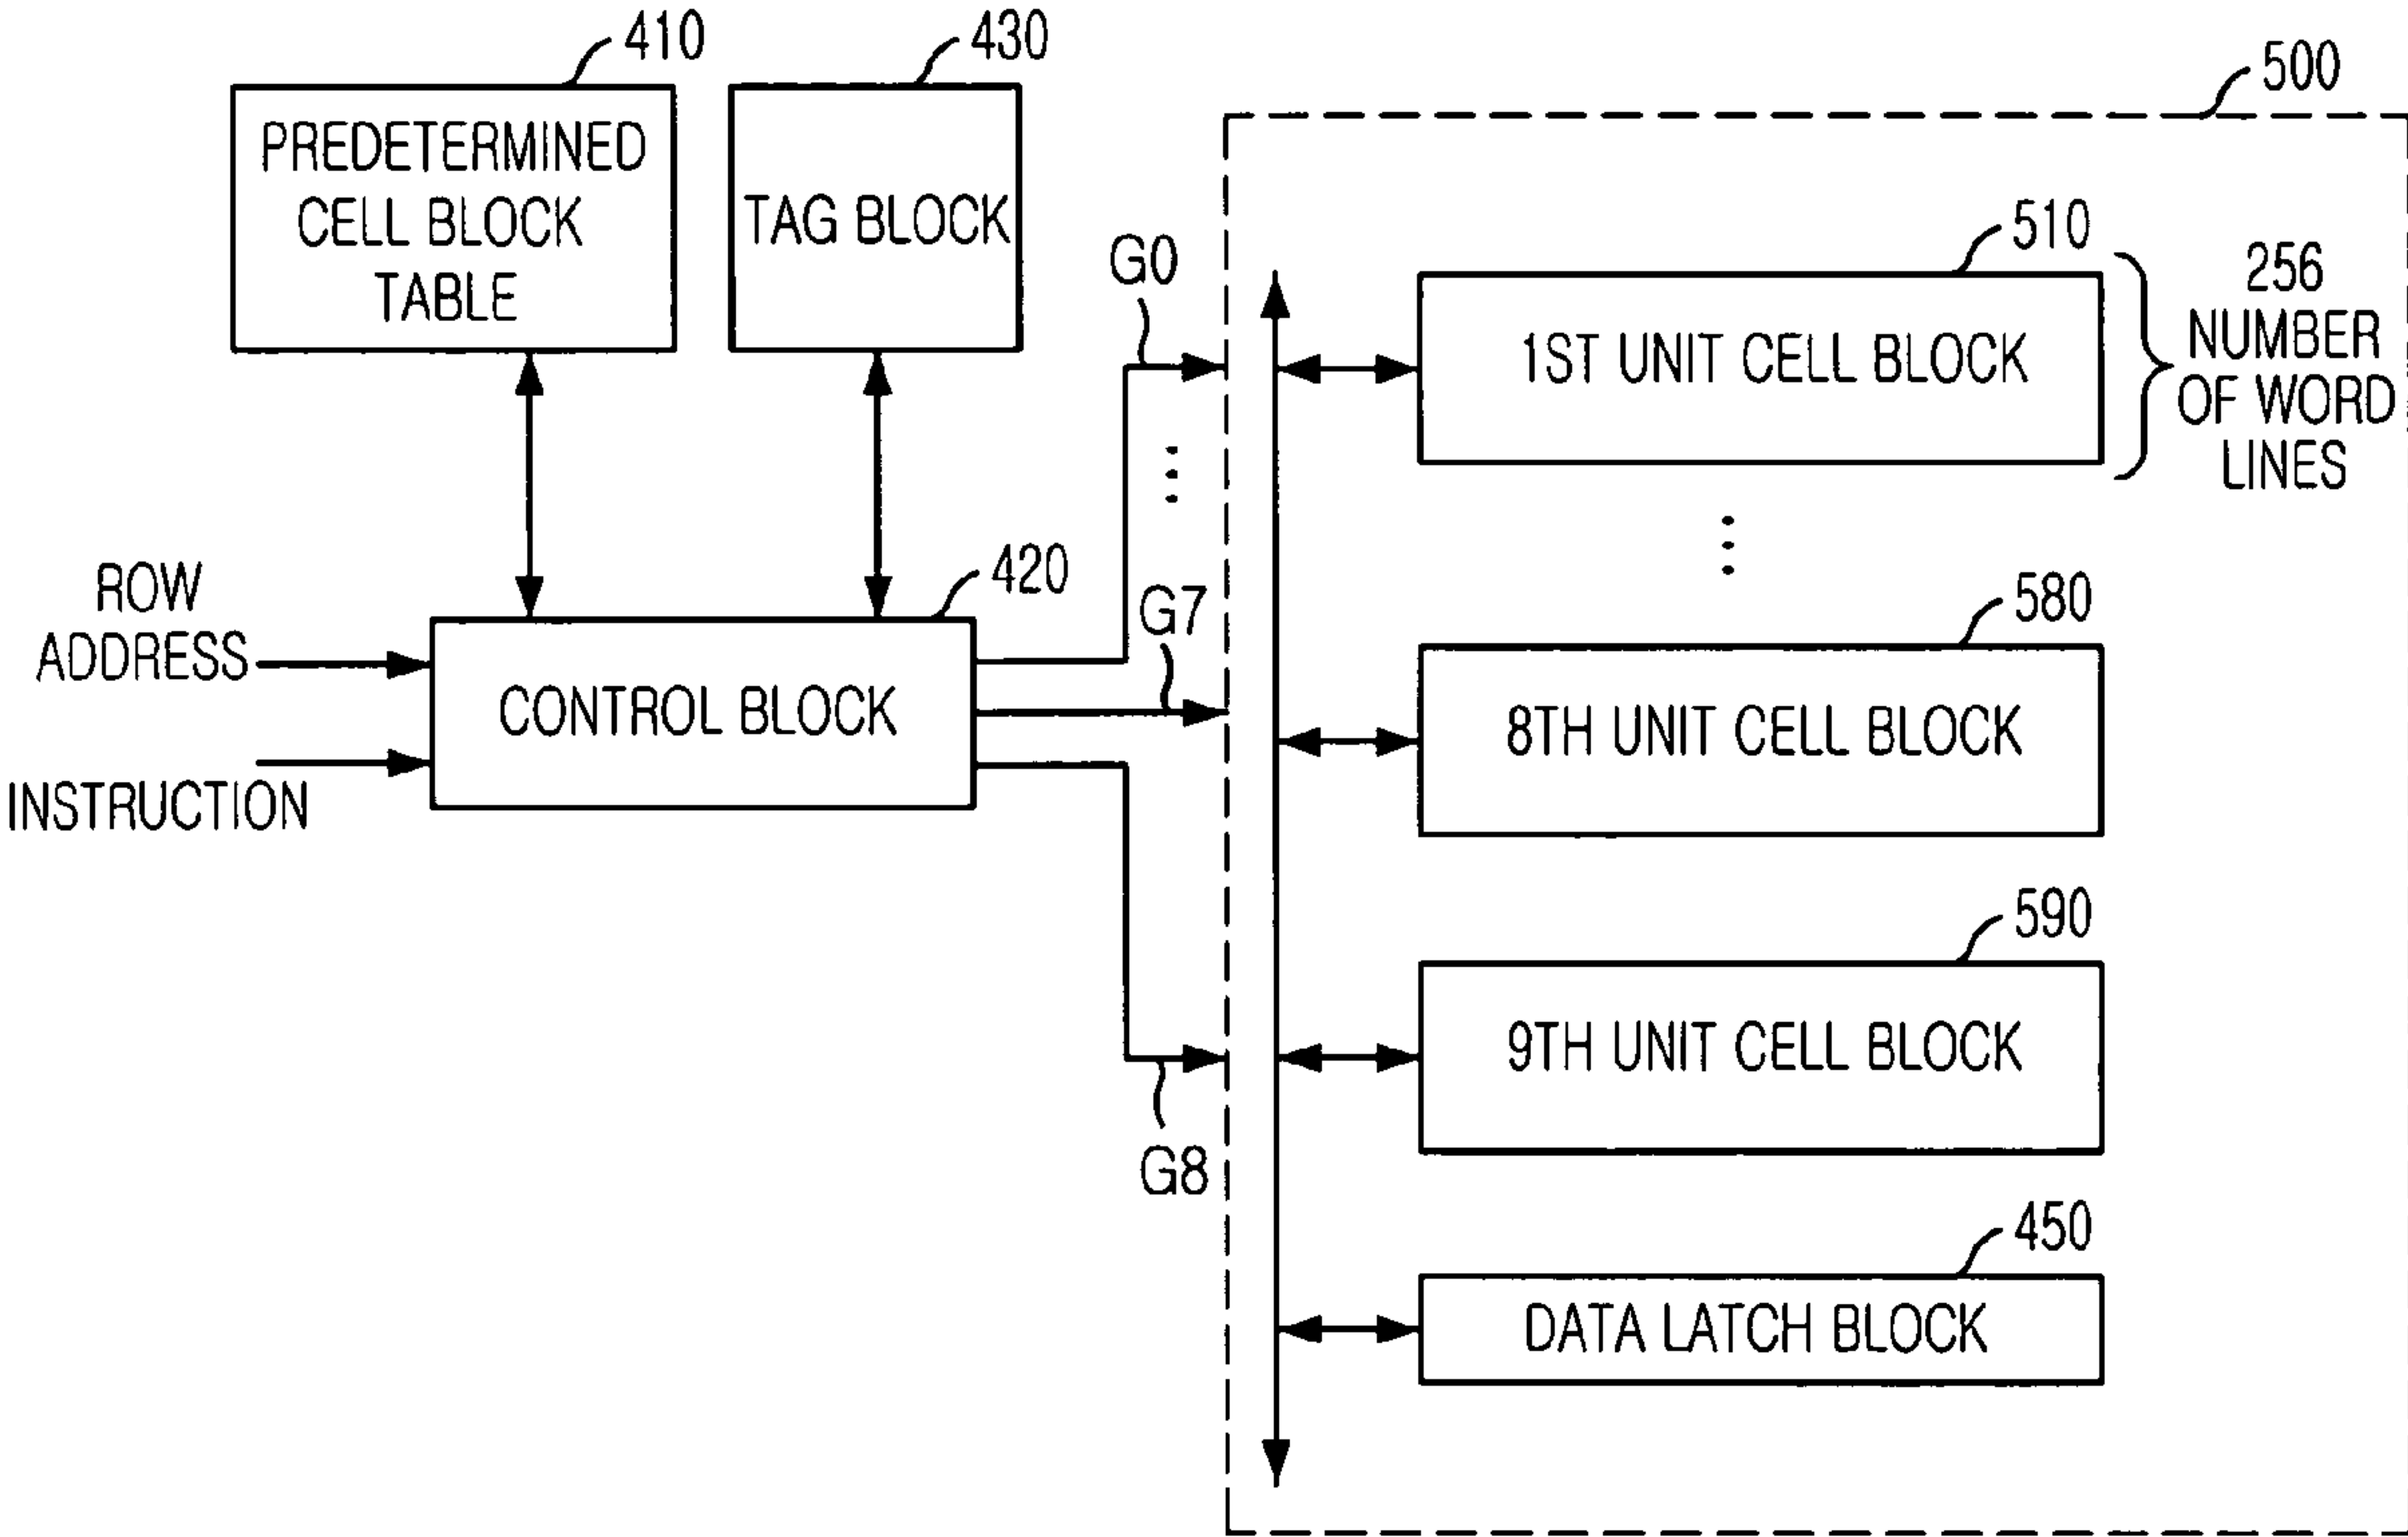 410
430
500
PREDETERMINED
CELL BLOCK
TABLE
TAG BLOCK
G0
510
1ST UNIT CELL BLOCK
256
NUMBER
OF WORD
LINES
ROW
ADDRESS
INSTRUCTION
420
CONTROL BLOCK
G7
580
8TH UNIT CELL BLOCK
590
9TH UNIT CELL BLOCK
G8
450
DATA LATCH BLOCK